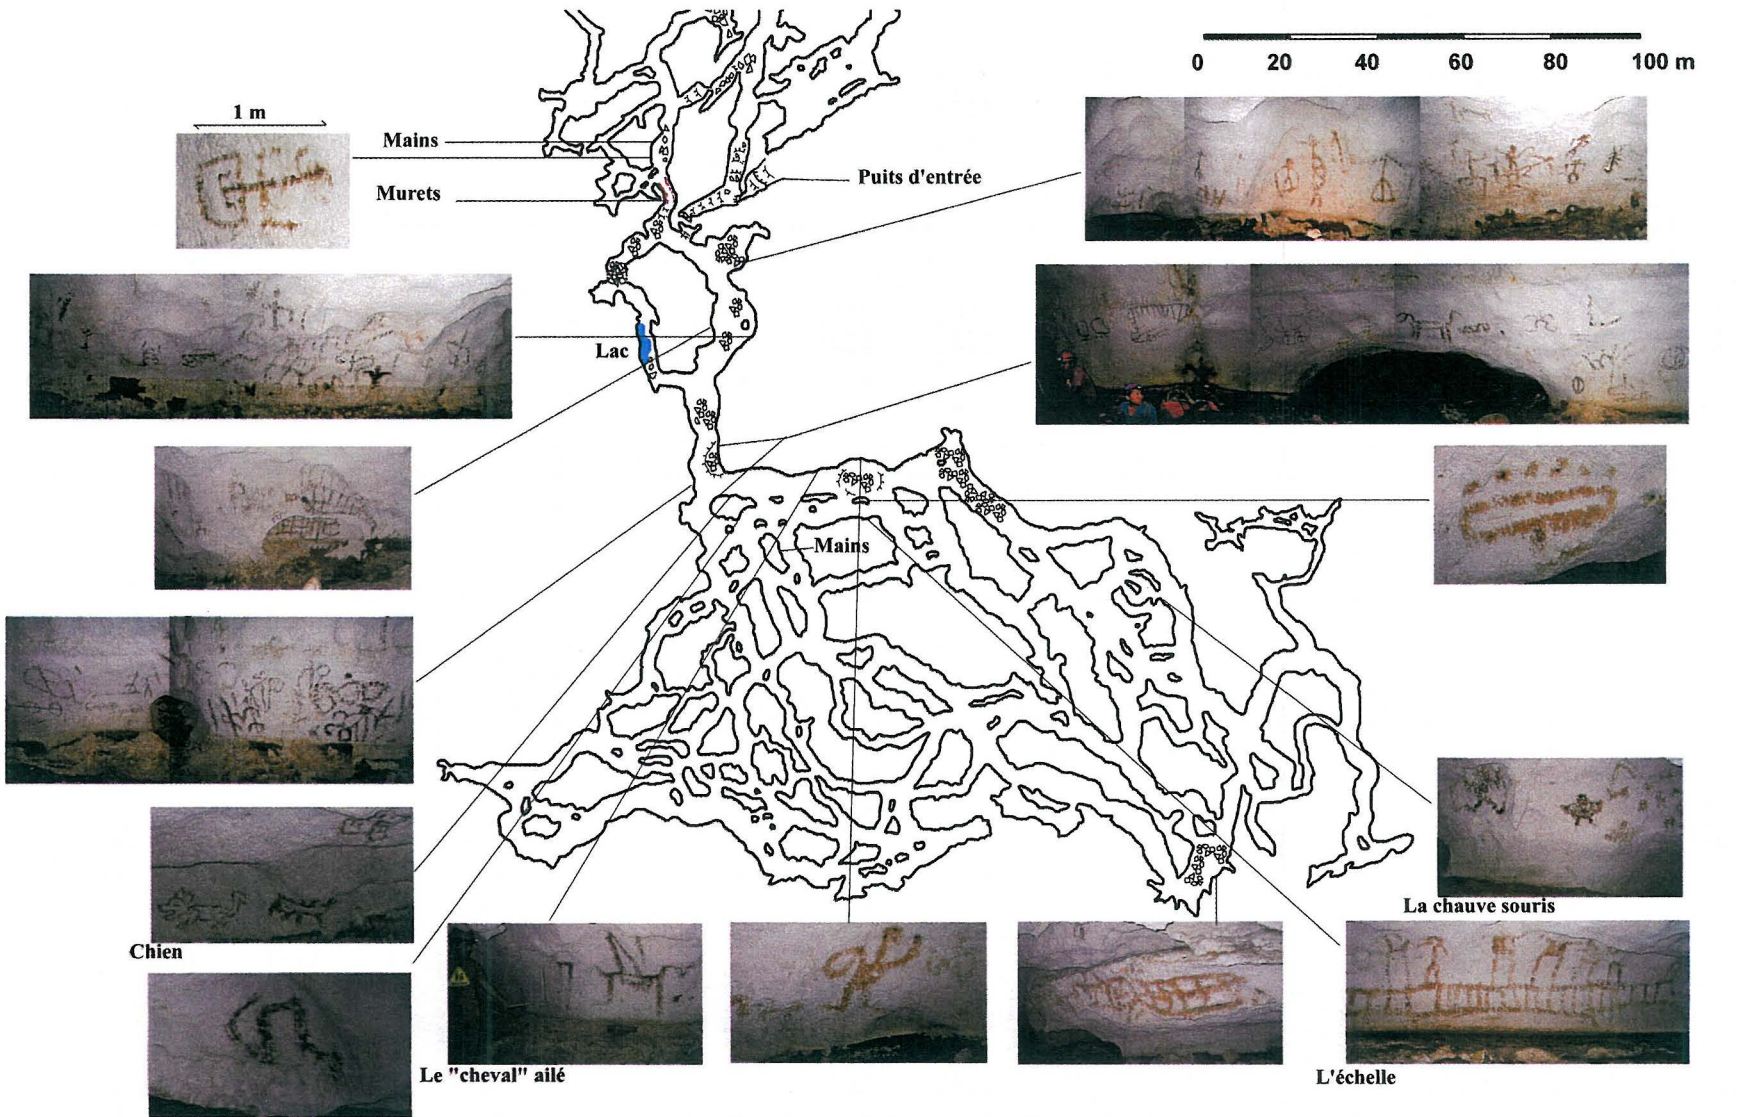 0 20 40 60 80 100 m
1 m
Mains
Murets
Puits d'entrée
Lac
Mains
La chauve souris
Chien
Le "cheval" ailé
L'échelle